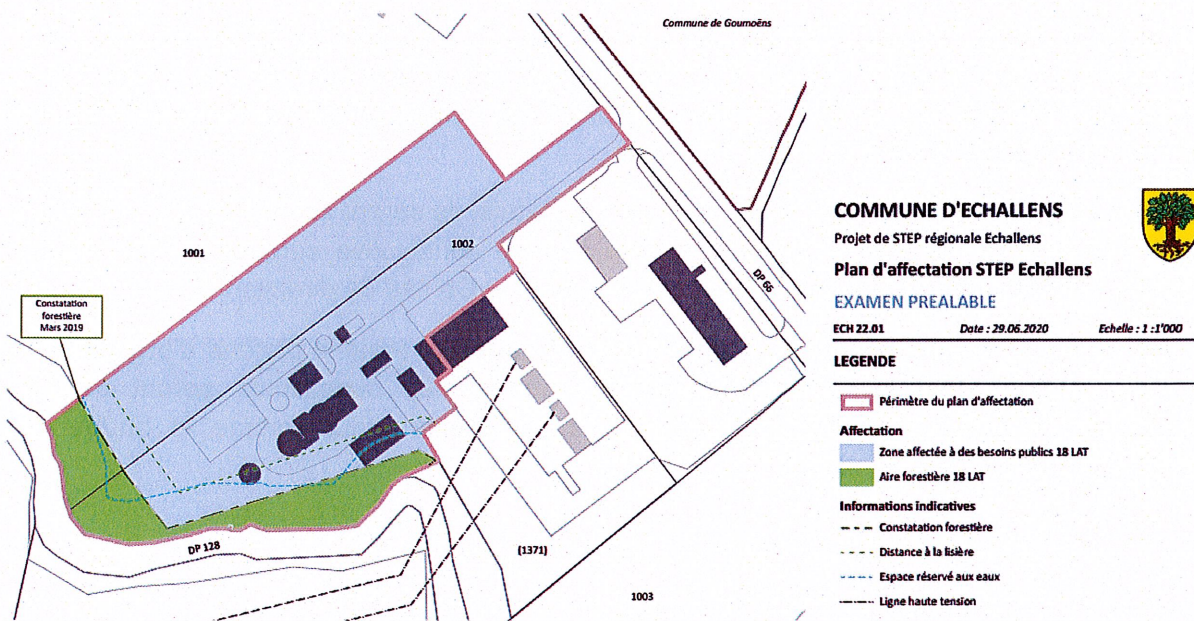 Commune de Goumoëns
1001
1002
DP 66
Constatation
forestière
Mars 2019
DP 128
(1371)
1003
COMMUNE D'ECHALLENS
Projet de STEP régionale Echallens
Plan d'affectation STEP Echallens
EXAMEN PREALABLE
ECH 22.01 Date : 29.06.2020 Echelle : 1 :1'000
LEGENDE
Périmètre du plan d'affectation
Affectation
Zone affectée à des besoins publics 18 LAT
Aire forestière 18 LAT
Informations indicatives
Constatation forestière
Distance à la lisière
Espace réservé aux eaux
Ligne haute tension